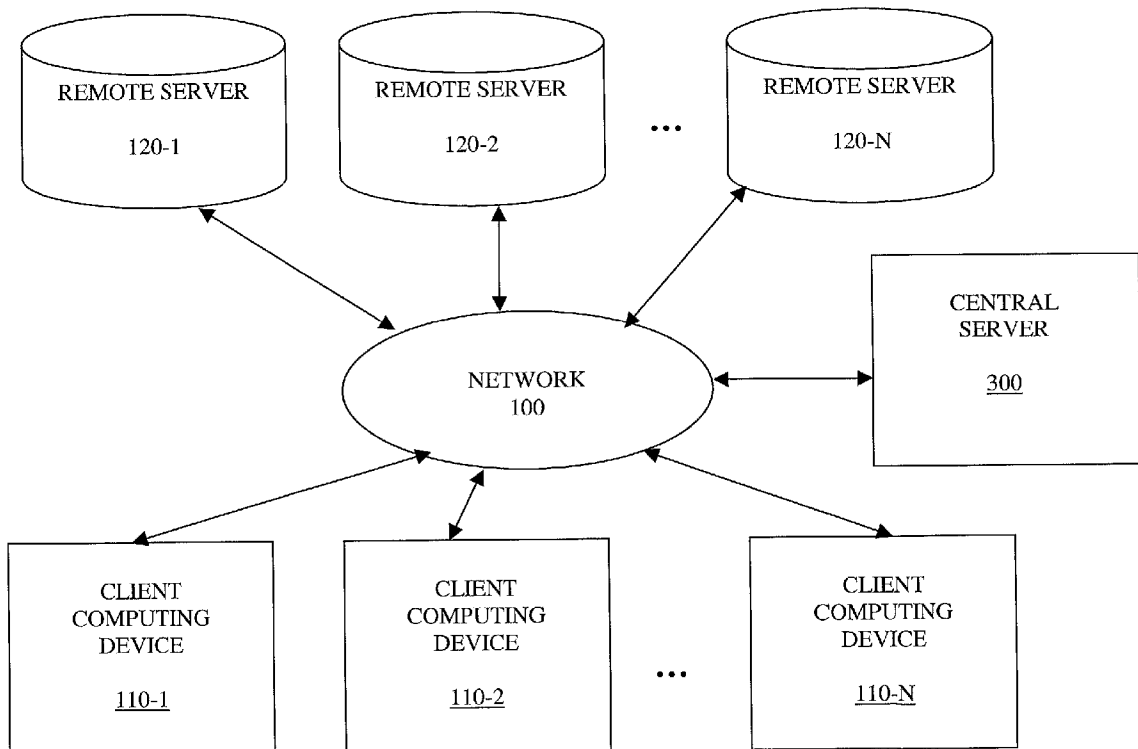 REMOTE SERVER
120-1
REMOTE SERVER
120-2
...
REMOTE SERVER
120-N
CENTRAL
SERVER
300
NETWORK
100
CLIENT
COMPUTING
DEVICE
110-1
CLIENT
COMPUTING
DEVICE
110-2
...
CLIENT
COMPUTING
DEVICE
110-N